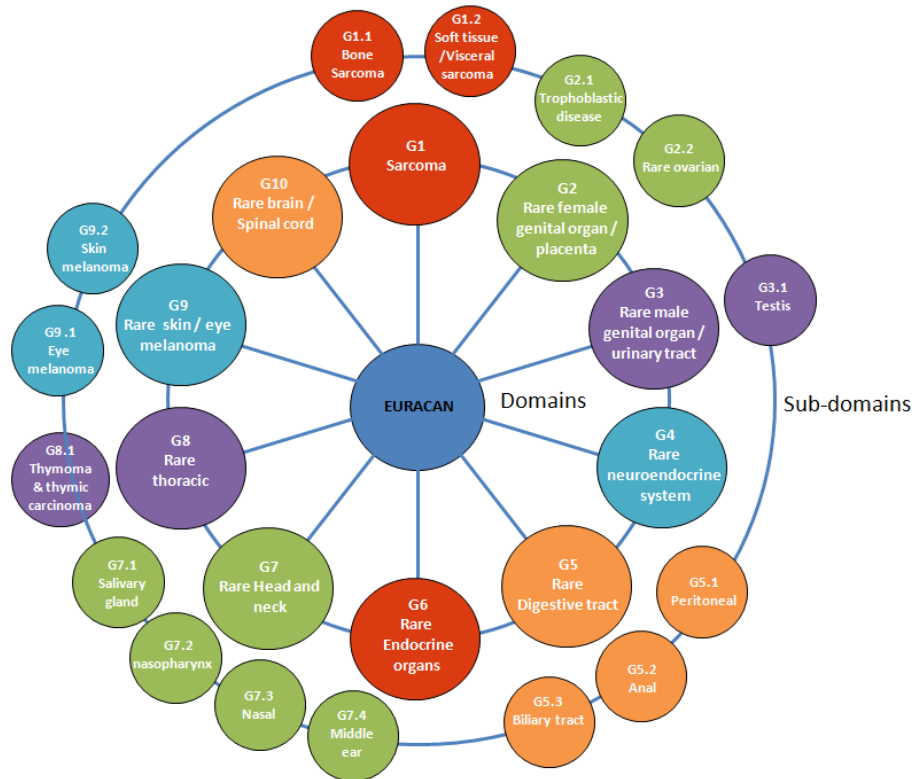 G1.1
Bone
Sarcoma
G1.2
Soft tissue
/Visceral
sarcoma
G2.1
Trophoblastic
disease
G2.2
Rare ovarian
G1
Sarcoma
G10
Rare brain /
Spinal cord
G2
Rare female
genital organ /
placenta
G9.2
Skin
melanoma
G3.1
Testis
G9
Rare skin / eye
melanoma
G3
Rare male
genital organ /
urinary tract
G9 .1
Eye
melanoma
EURACAN
Domains
Sub-domains
G8.1
Thymoma
& thymic
carcinoma
G8
Rare
thoracic
G4
Rare
neuroendocrine
system
G7.1
Salivary
gland
G7
Rare Head and
neck
G6
Rare
Endocrine
organs
G5
Rare
Digestive tract
G5.1
Peritoneal
G7.2
nasopharynx
G7.3
Nasal
G7.4
Middle
ear
G5.3
Biliary tract
G5.2
Anal